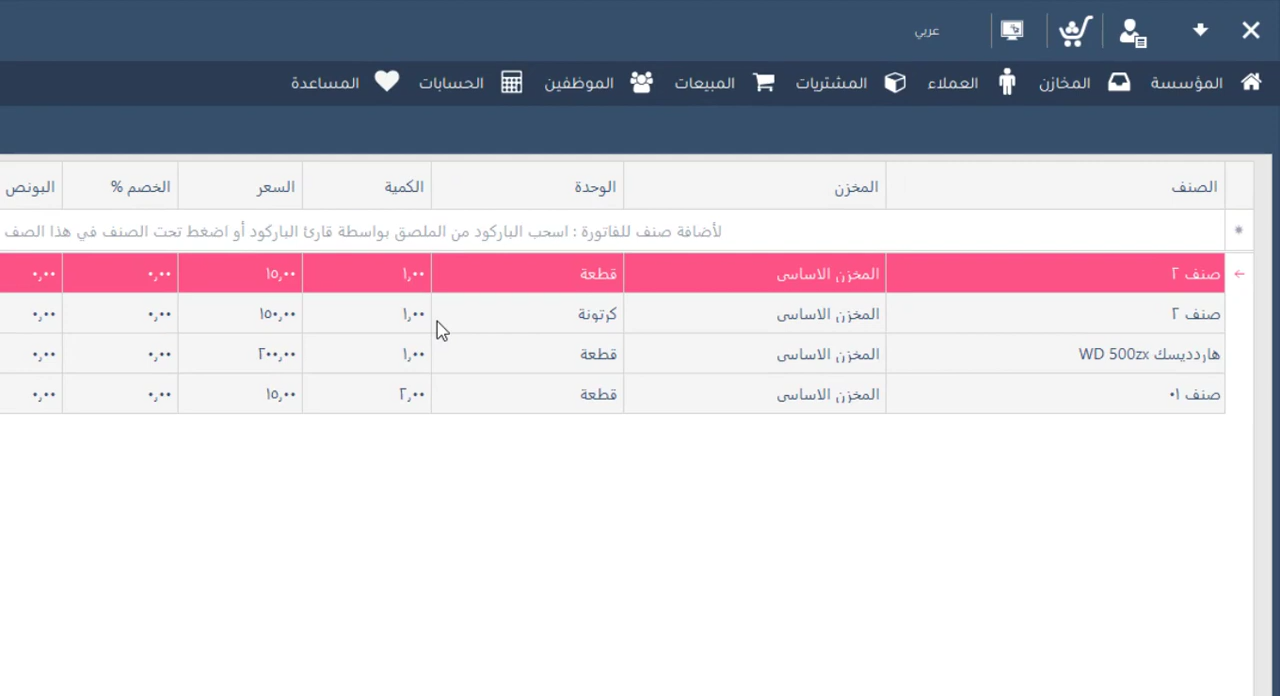 عربي
المؤسسة المخازن العملاء المشتريات المبيعات الموظفين الحسابات المساعدة
الصنف المخزن الوحدة الكمية السعر الخصم % البونص
لأضافة صنف للفاتورة : اسحب الباركود من الملصق بواسطة قارئ الباركود أو اضغط تحت الصنف في هذا الصف
صنف ٢ المخزن الاساسى قطعة ١,٠٠ ١٥,٠٠ ٠,٠٠ ٠,٠٠
صنف ٢ المخزن الاساسى كرتونة ١,٠٠ ١٥٠,٠٠ ٠,٠٠ ٠,٠٠
هارديسك WD 500zx المخزن الاساسى قطعة ١,٠٠ ٢٠٠,٠٠ ٠,٠٠ ٠,٠٠
صنف ٠١ المخزن الاساسى قطعة ٢,٠٠ ١٥,٠٠ ٠,٠٠ ٠,٠٠